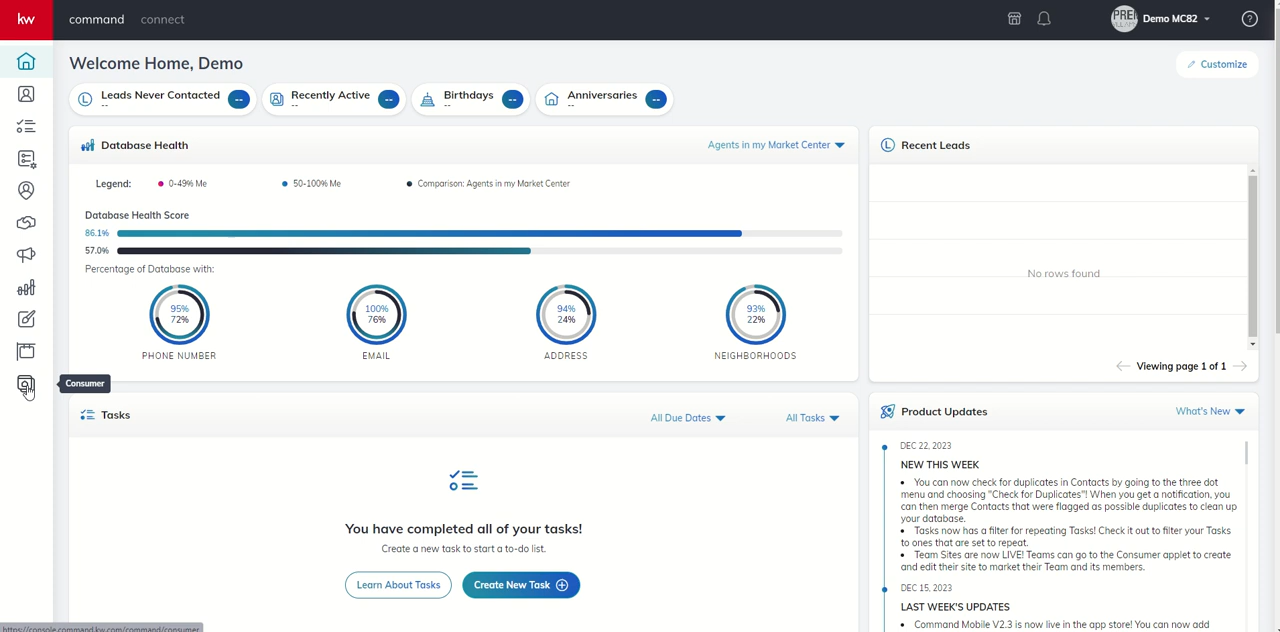 kw
command
connect
PREI
Demo MC82
?
Welcome Home, Demo
Customize
Leads Never Contacted
--
--
Recently Active
--
--
Birthdays
--
--
Anniversaries
--
--
Database Health
Agents in my Market Center
Legend:
0-49% Me
50-100% Me
Comparison: Agents in my Market Center
Database Health Score
86.1%
57.0%
Percentage of Database with:
95%
72%
PHONE NUMBER
100%
76%
EMAIL
94%
24%
ADDRESS
93%
22%
NEIGHBORHOODS
Recent Leads
No rows found
Viewing page 1 of 1
Consumer
Tasks
All Due Dates
All Tasks
You have completed all of your tasks!
Create a new task to start a to-do list.
Learn About Tasks
Create New Task
Product Updates
What's New
DEC 22, 2023
NEW THIS WEEK
• You can now check for duplicates in Contacts by going to the three dot
menu and choosing "Check for Duplicates"! When you get a notification, you
can then merge Contacts that were flagged as possible duplicates to clean up
your database.
• Tasks now has a filter for repeating Tasks! Check it out to filter your Tasks
to ones that are set to repeat.
• Team Sites are now LIVE! Teams can go to the Consumer applet to create
and edit their site to market their Team and its members.
DEC 15, 2023
LAST WEEK'S UPDATES
• Command Mobile V2.3 is now live in the app store! You can now add
https://console.command.kw.com/command/consumer